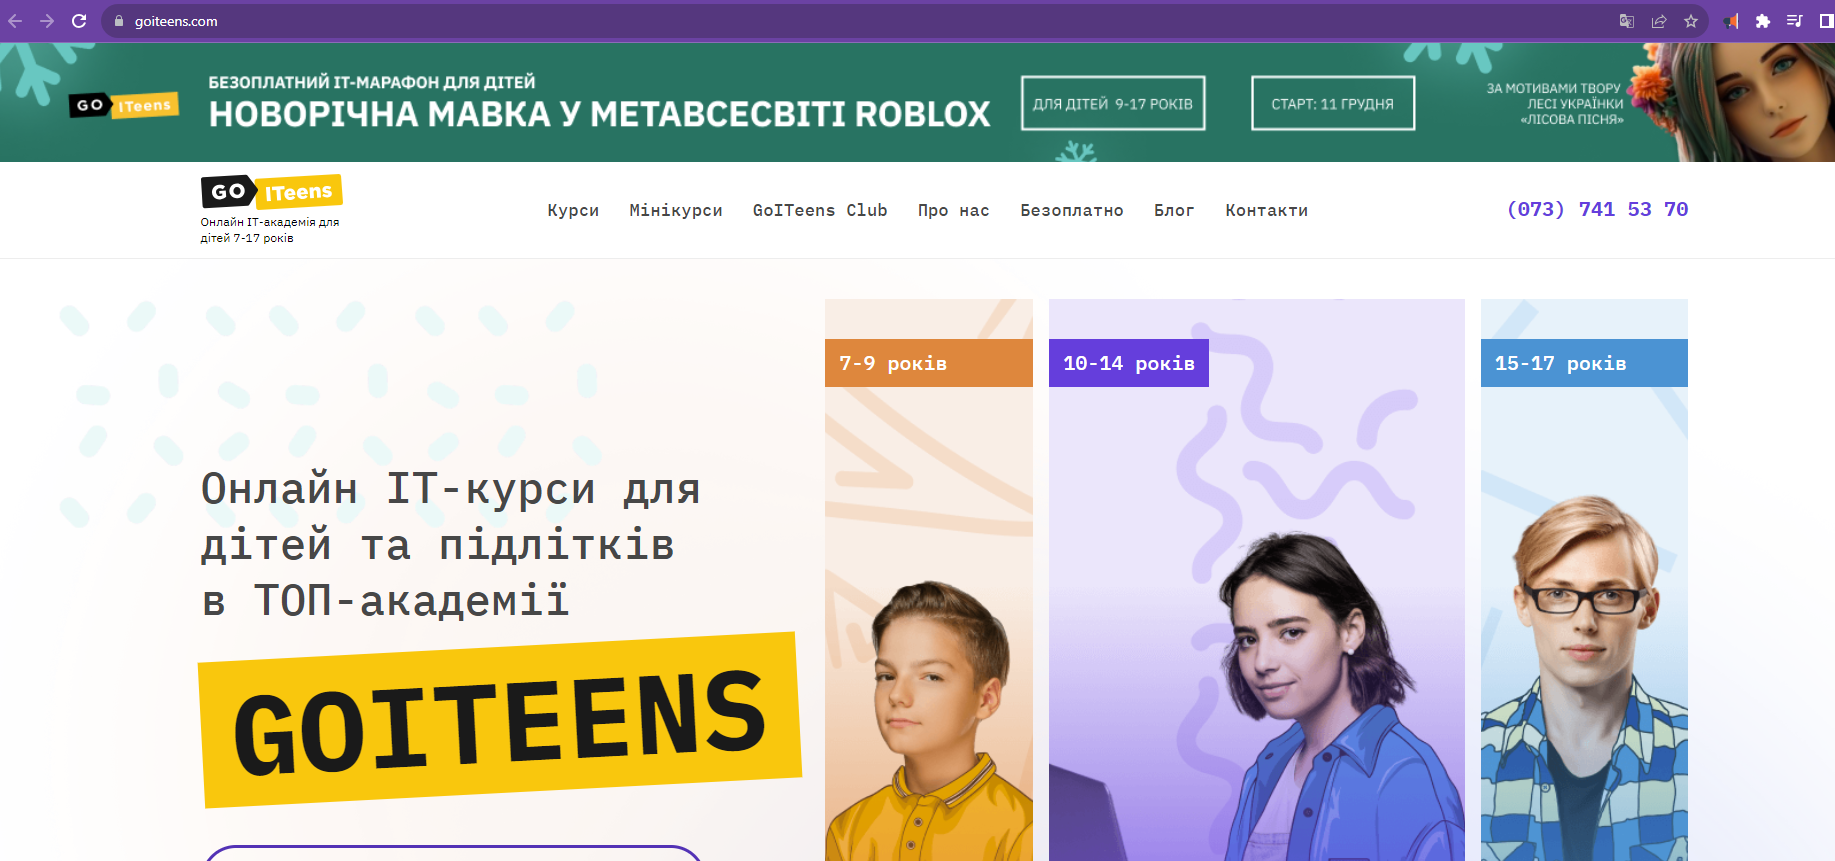 goiteens.com
GO ITeens
БЕЗОПЛАТНИЙ ІТ-МАРАФОН ДЛЯ ДІТЕЙ
НОВОРІЧНА МАВКА У МЕТАВСЕСВІТІ ROBLOX
ДЛЯ ДІТЕЙ 9-17 РОКІВ
СТАРТ: 11 ГРУДНЯ
ЗА МОТИВАМИ ТВОРУ
ЛЕСІ УКРАЇНКИ
«ЛІСОВА ПІСНЯ»
GO ITeens
Онлайн ІТ-академія для
дітей 7-17 років
Курси Мінікурси GoITeens Club Про нас Безоплатно Блог Контакти
(073) 741 53 70
7-9 років
10-14 років
15-17 років
Онлайн ІТ-курси для
дітей та підлітків
в ТОП-академії
GOITEENS